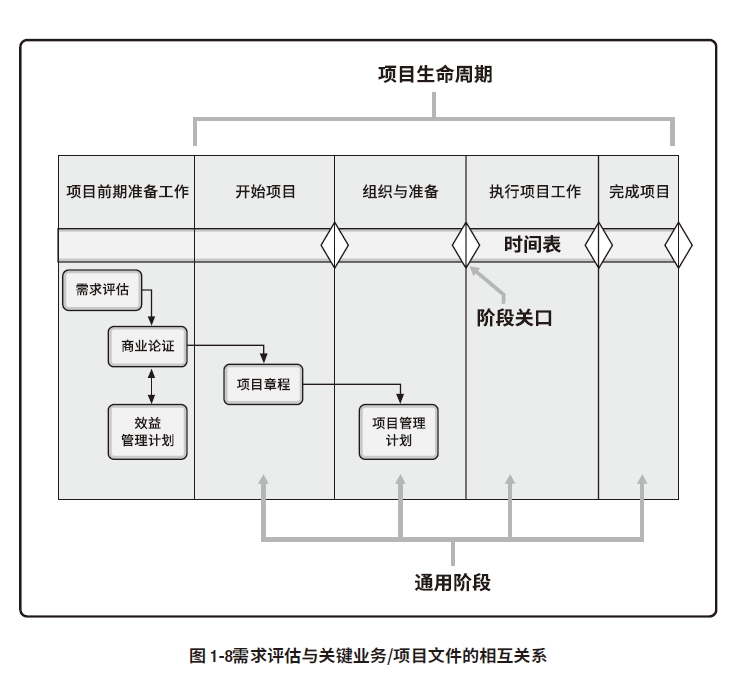 项目生命周期
项目前期准备工作
开始项目
组织与准备
执行项目工作
完成项目
时间表
需求评估
阶段关口
商业论证
项目章程
效益
管理计划
项目管理
计划
通用阶段
图 1-8需求评估与关键业务/项目文件的相互关系